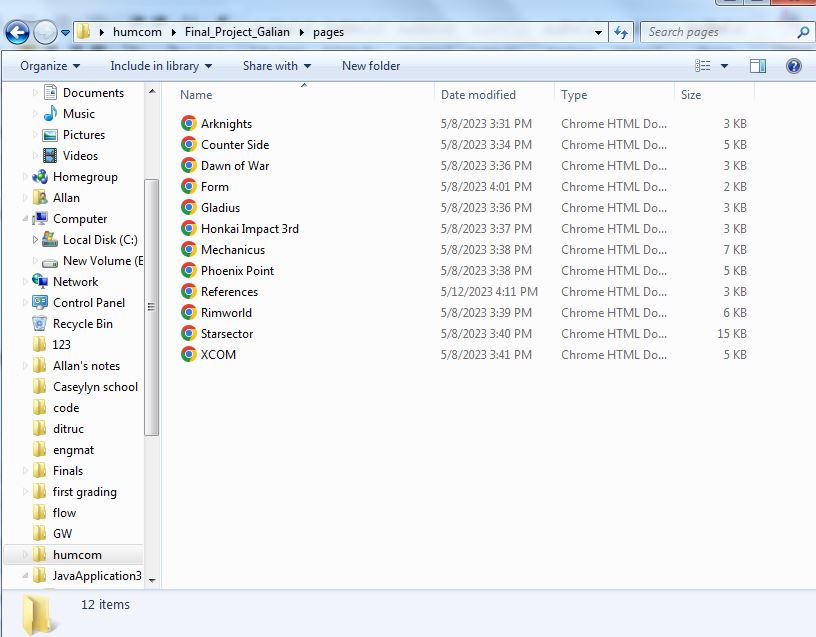 humcom Final_Project_Galian pages Search pages
Organize Include in library Share with New folder
Name Date modified Type Size
Documents
Music
Pictures
Videos
Homegroup
Allan
Computer
Local Disk (C:)
New Volume (E
Network
Control Panel
Recycle Bin
123
Allan's notes
Caseylyn school
code
ditruc
engmat
Finals
first grading
flow
GW
humcom
JavaApplication3
Arknights 5/8/2023 3:31 PM Chrome HTML Do... 3 KB
Counter Side 5/8/2023 3:34 PM Chrome HTML Do... 5 KB
Dawn of War 5/8/2023 3:36 PM Chrome HTML Do... 3 KB
Form 5/8/2023 4:01 PM Chrome HTML Do... 2 KB
Gladius 5/8/2023 3:36 PM Chrome HTML Do... 3 KB
Honkai Impact 3rd 5/8/2023 3:37 PM Chrome HTML Do... 3 KB
Mechanicus 5/8/2023 3:38 PM Chrome HTML Do... 7 KB
Phoenix Point 5/8/2023 3:38 PM Chrome HTML Do... 5 KB
References 5/12/2023 4:11 PM Chrome HTML Do... 3 KB
Rimworld 5/8/2023 3:39 PM Chrome HTML Do... 6 KB
Starsector 5/8/2023 3:40 PM Chrome HTML Do... 15 KB
XCOM 5/8/2023 3:41 PM Chrome HTML Do... 5 KB
12 items